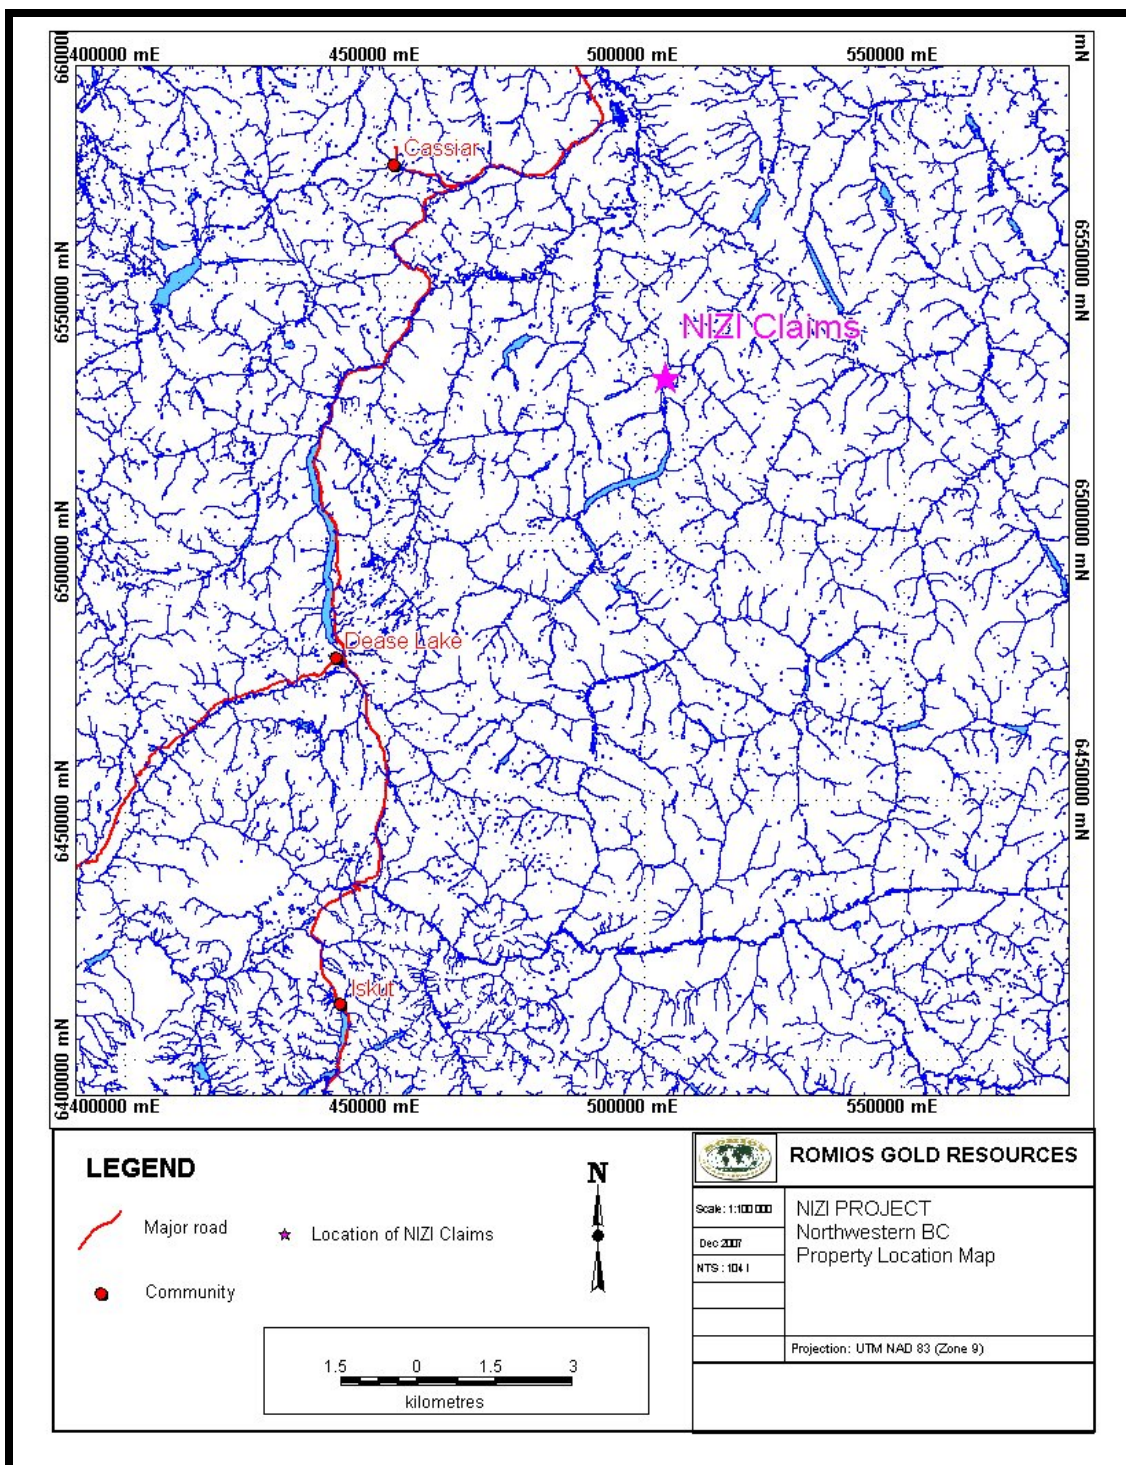 400000 mE 450000 mE 500000 mE 550000 mE
mN
Cassiar
6550000 mN
6550000 mN
NIZI Claims
6500000 mN
6500000 mN
Dease Lake
6450000 mN
6450000 mN
Iskut
6400000 mN
400000 mE 450000 mE 500000 mE 550000 mE
LEGEND
Major road
Location of NIZI Claims
Community
N
1.5 0 1.5 3
kilometres
ROMIOS
ROMIOS GOLD RESOURCES
Scale: 1:100 000
Dec 2007
NTS : 104 I
NIZI PROJECT
Northwestern BC
Property Location Map
Projection: UTM NAD 83 (Zone 9)